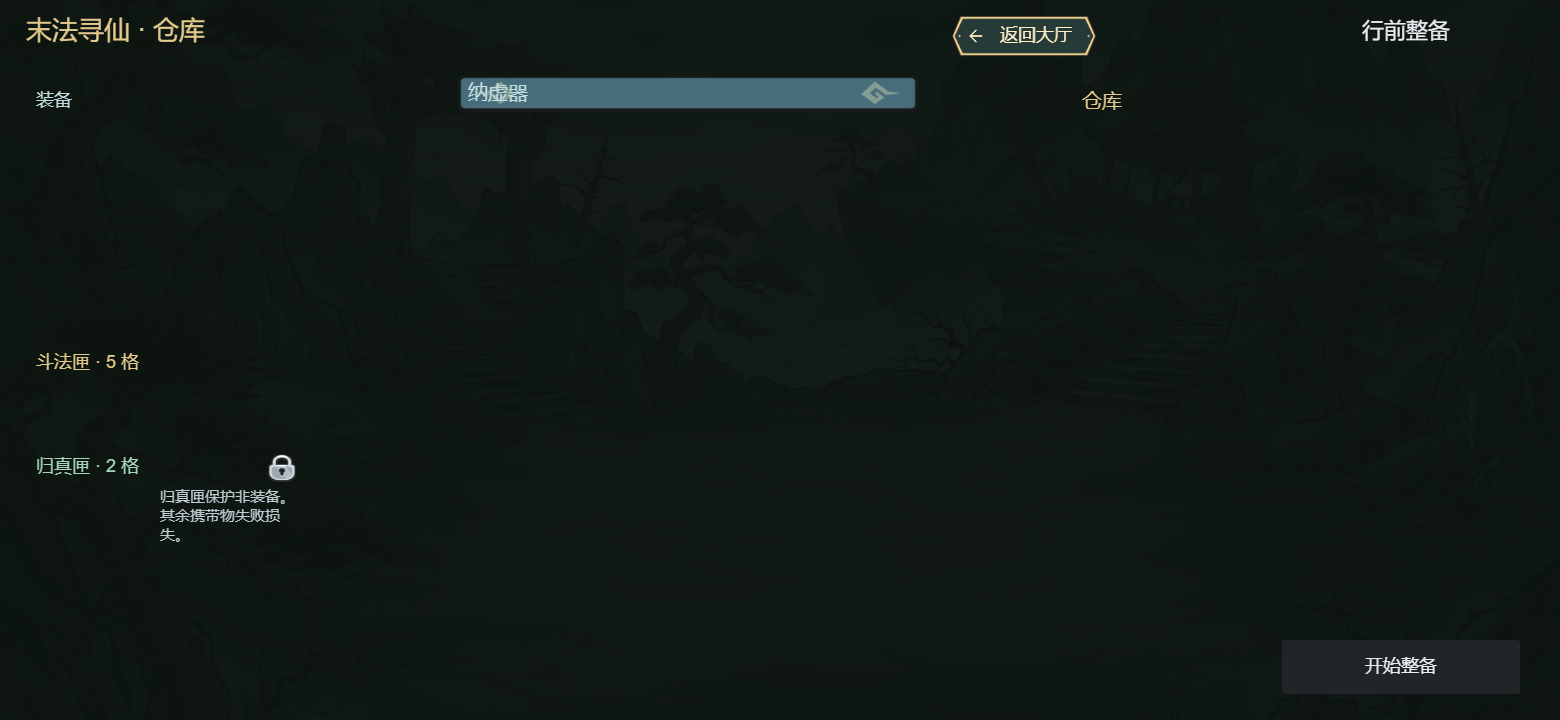 末法寻仙 · 仓库
返回大厅
行前整备
装备
纳虚器
仓库
斗法匣 · 5 格
归真匣 · 2 格
归真匣保护非装备。
其余携带物失败损
失。
开始整备